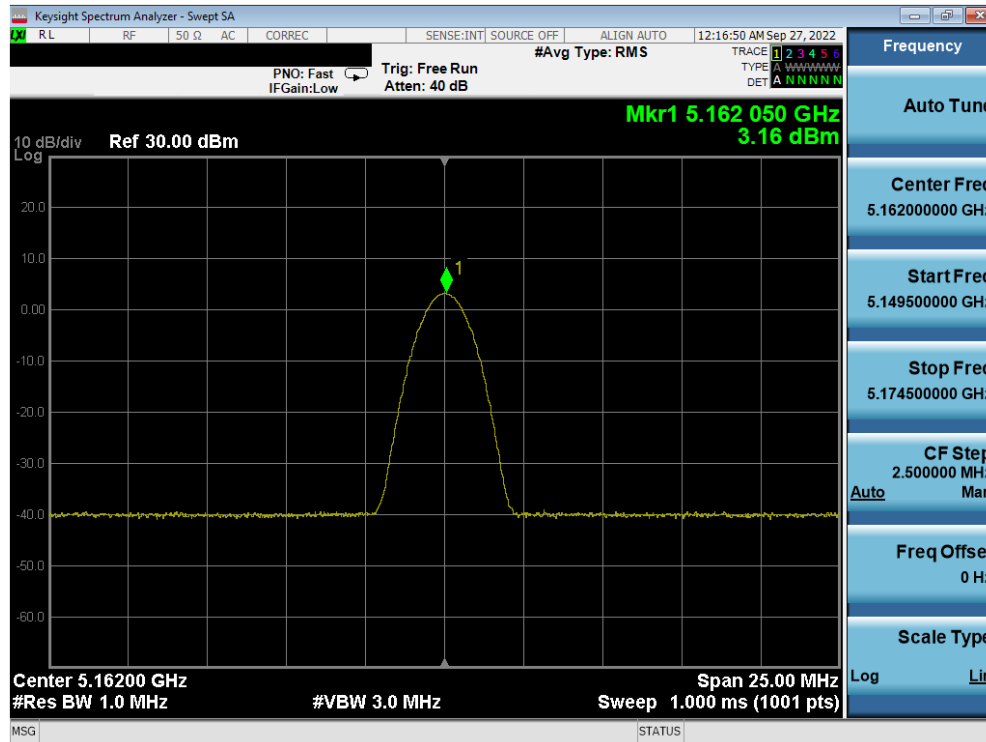 Keysight Spectrum Analyzer - Swept SA
LXI RL RF 50 Ω AC CORREC SENSE:INT SOURCE OFF ALIGN AUTO 12:16:50 AM Sep 27, 2022
#Avg Type: RMS
TRACE 1 2 3 4 5 6
TYPE A WWWWW
DET A N N N N N
PNO: Fast
IFGain:Low
Trig: Free Run
Atten: 40 dB
Mkr1 5.162 050 GHz
3.16 dBm
10 dB/div
Log
Ref 30.00 dBm
20.0
10.0
0.00
-10.0
-20.0
-30.0
-40.0
-50.0
-60.0
1
Center 5.16200 GHz
Span 25.00 MHz
#Res BW 1.0 MHz
#VBW 3.0 MHz
Sweep 1.000 ms (1001 pts)
MSG
STATUS
Frequency
Auto Tune
Center Freq
5.162000000 GHz
Start Freq
5.149500000 GHz
Stop Freq
5.174500000 GHz
CF Step
2.500000 MHz
Auto Man
Freq Offset
0 Hz
Scale Type
Log Lin